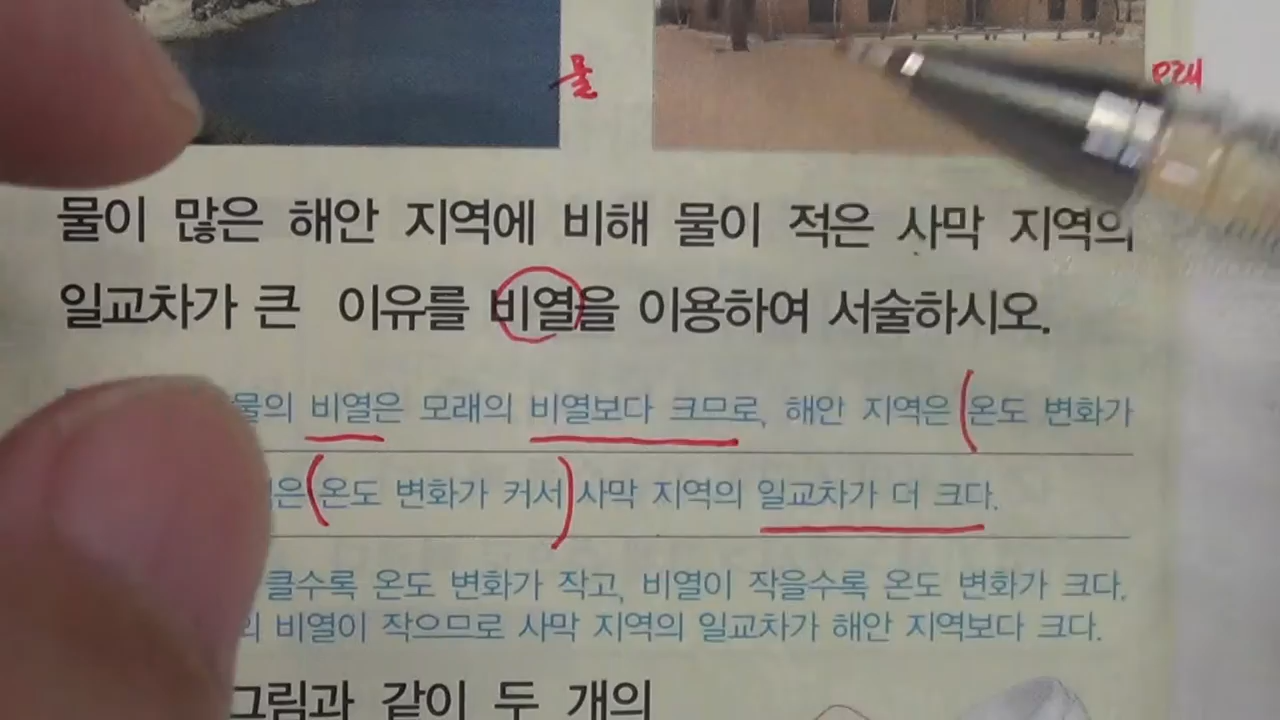 물
모래
물이 많은 해안 지역에 비해 물이 적은 사막 지역의
일교차가 큰 이유를 비열을 이용하여 서술하시오.
물의 비열은 모래의 비열보다 크므로, 해안 지역은 온도 변화가
온도 변화가 커서 사막 지역의 일교차가 더 크다.
클수록 온도 변화가 작고, 비열이 작을수록 온도 변화가 크다.
비열이 작으므로 사막 지역의 일교차가 해안 지역보다 크다.
그림과 같이 두 개의